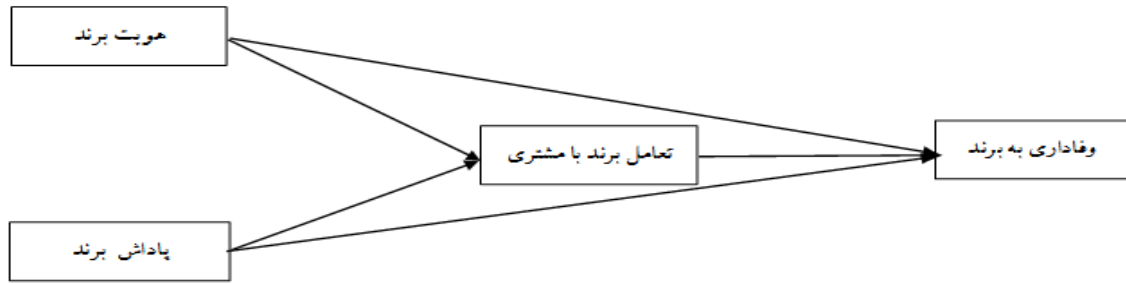 هویت برند
تعامل برند با مشتری
وفاداری به برند
پاداش برند